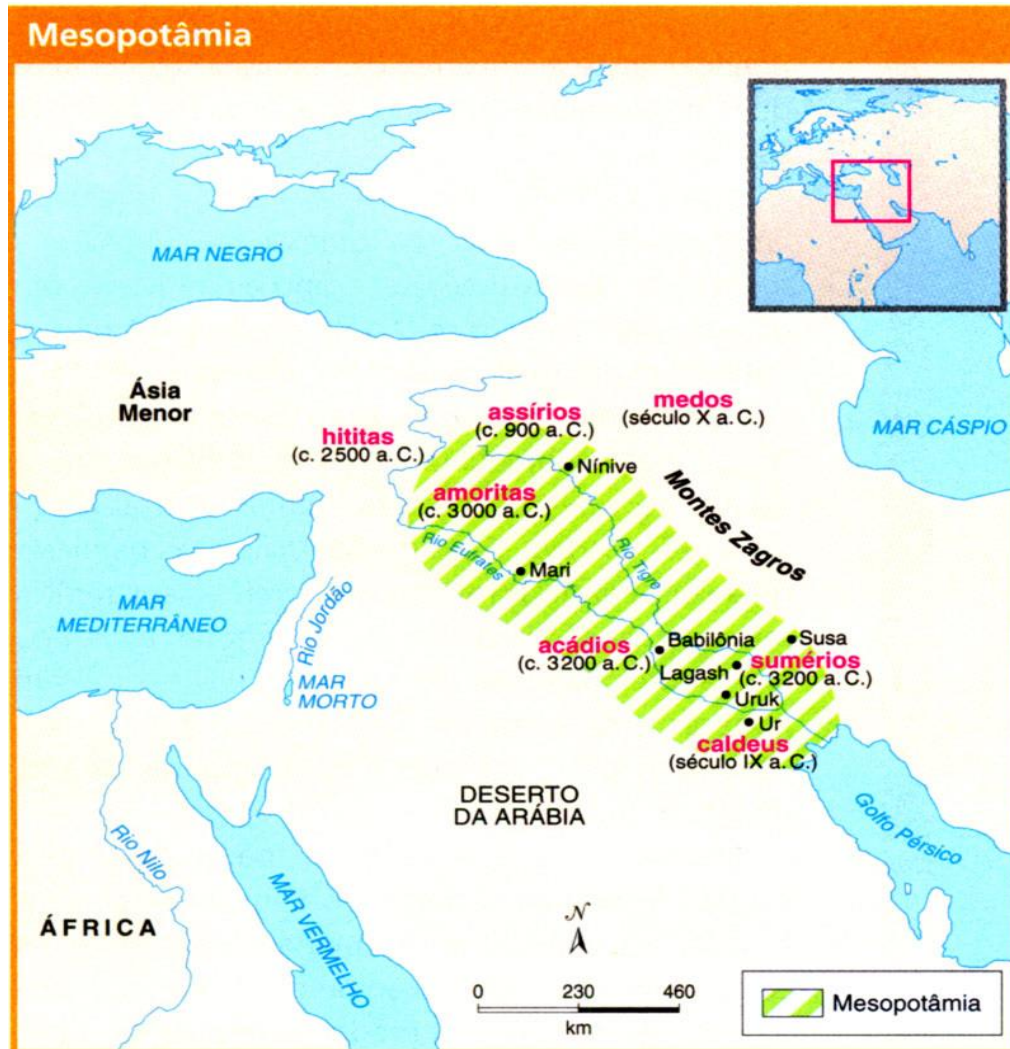 Mesopotâmia
MAR NEGRO
Ásia
Menor
hititas
(c. 2500 a. C.)
assírios
(c. 900 a. C.)
medos
(século X a. C.)
MAR CÁSPIO
Nínive
amoritas
(c. 3000 a. C.)
Montes Zagros
Rio Eufrates
Rio Tigre
Mari
MAR
MEDITERRÂNEO
Rio Jordão
MAR
MORTO
acádios
(c. 3200 a. C.)
Babilônia
Susa
Lagash
sumérios
(c. 3200 a. C.)
Uruk
Ur
caldeus
(século IX a. C.)
DESERTO
DA ARÁBIA
Golfo Pérsico
Rio Nilo
MAR VERMELHO
ÁFRICA
N
0 230 460
km
Mesopotâmia